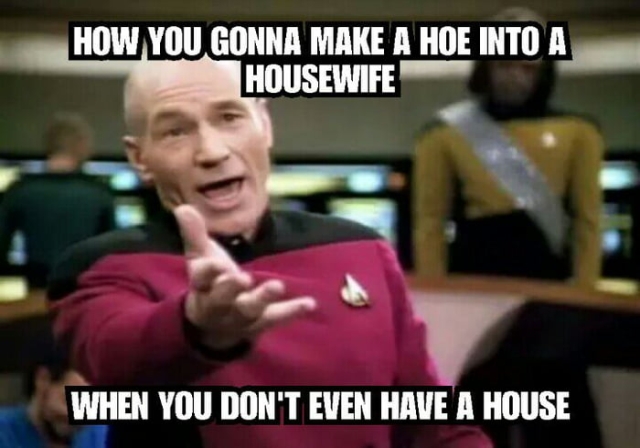 HOW YOU GONNA MAKE A HOE INTO A
HOUSEWIFE
WHEN YOU DON'T EVEN HAVE A HOUSE